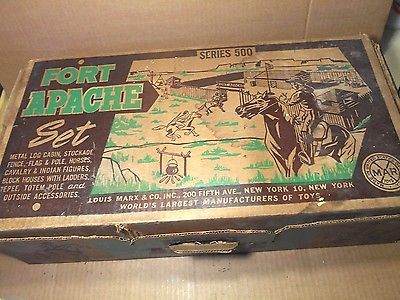 SERIES 500
FORT
APACHE
Set
METAL LOG CABIN, STOCKADE
FENCE, FLAG & POLE, HORSES,
CAVALRY & INDIAN FIGURES,
BLOCK HOUSES WITH LADDERS,
TEPEE, TOTEM POLE and
OUTSIDE ACCESSORIES.
LOUIS MARX & CO. INC., 200 FIFTH AVE., NEW YORK 10, NEW YORK
WORLD'S LARGEST MANUFACTURERS OF TOYS
MAR